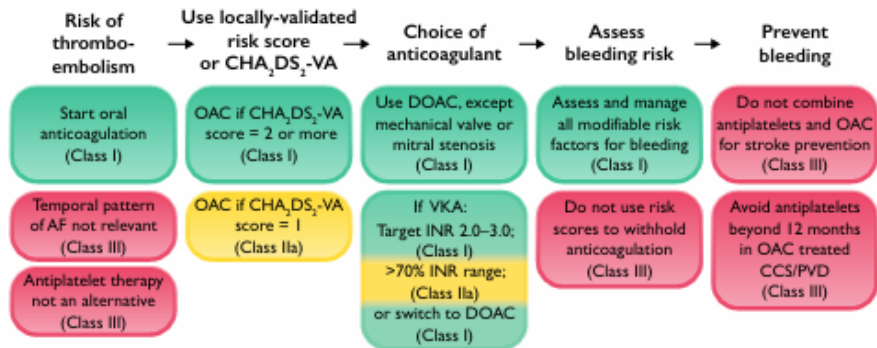 Risk of
thrombo-
embolism
Use locally-validated
risk score
or CHA₂DS₂-VA
Choice of
anticoagulant
Assess
bleeding risk
Prevent
bleeding
Start oral
anticoagulation
(Class I)
Temporal pattern
of AF not relevant
(Class III)
Antiplatelet therapy
not an alternative
(Class III)
OAC if CHA₂DS₂-VA
score = 2 or more
(Class I)
OAC if CHA₂DS₂-VA
score = 1
(Class IIa)
Use DOAC, except
mechanical valve or
mitral stenosis
(Class I)
If VKA:
Target INR 2.0–3.0;
(Class I)
>70% INR range;
(Class IIa)
or switch to DOAC
(Class I)
Assess and manage
all modifiable risk
factors for bleeding
(Class I)
Do not use risk
scores to withhold
anticoagulation
(Class III)
Do not combine
antiplatelets and OAC
for stroke prevention
(Class III)
Avoid antiplatelets
beyond 12 months
in OAC treated
CCS/PVD
(Class III)